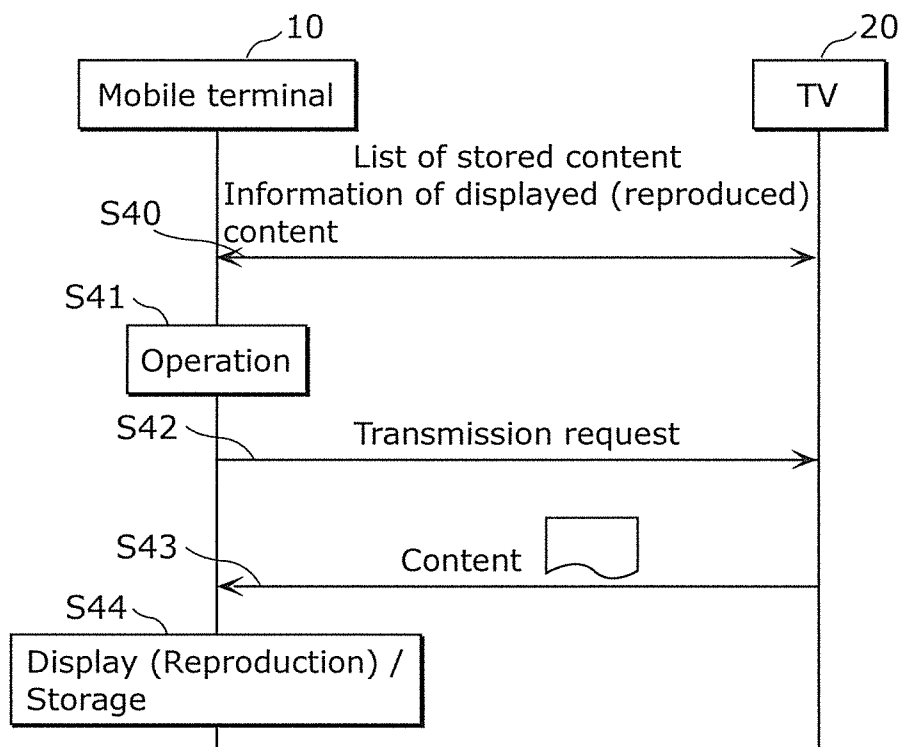 10
20
Mobile terminal
TV
List of stored content
Information of displayed (reproduced)
content
S40
S41
Operation
S42
Transmission request
S43
Content
S44
Display (Reproduction) /
Storage